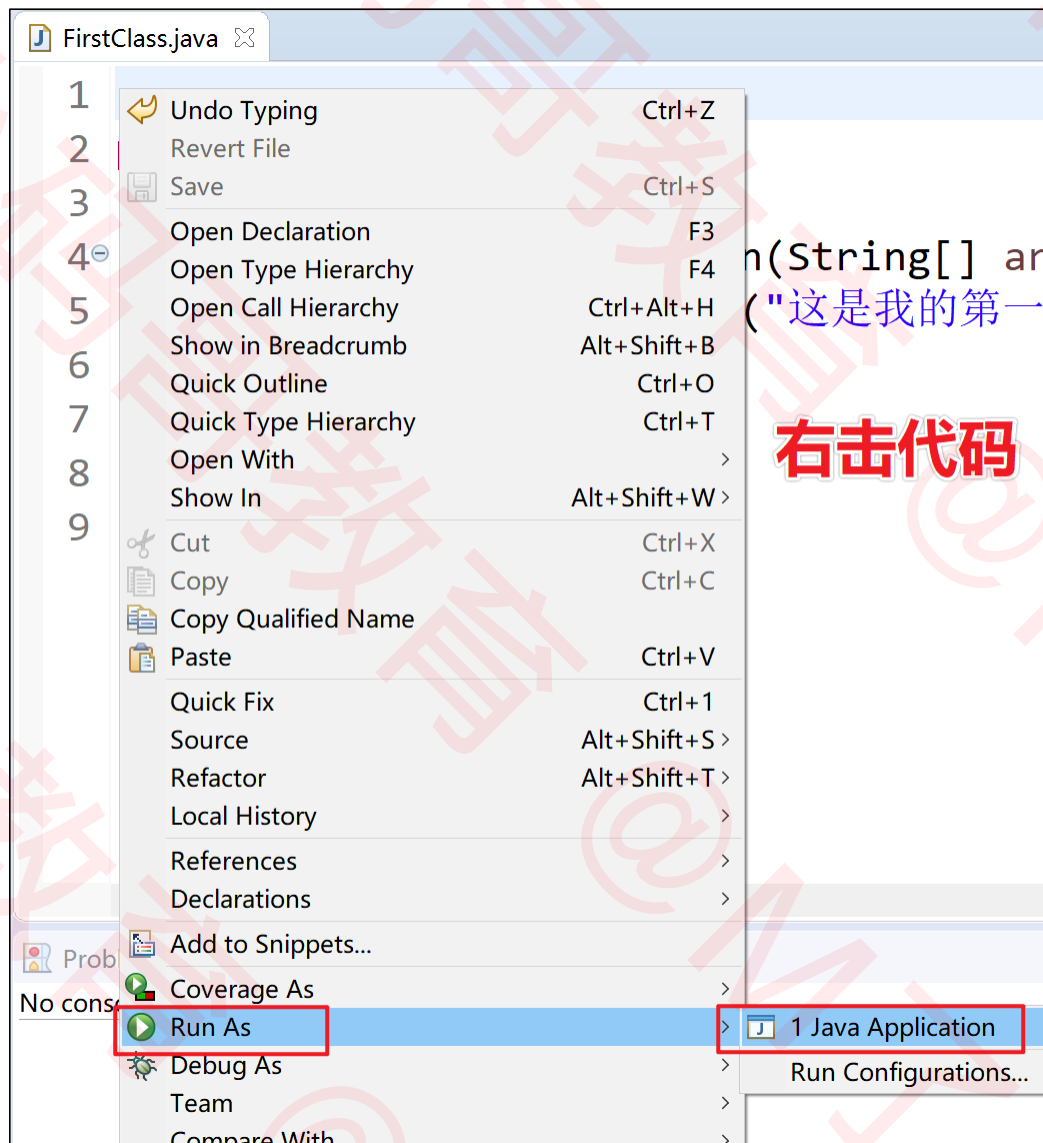 FirstClass.java
1
Undo Typing Ctrl+Z
2
Revert File
Save Ctrl+S
3
Open Declaration F3
4 n(String[] ar
Open Type Hierarchy F4
5 Open Call Hierarchy Ctrl+Alt+H ("这是我的第一
Show in Breadcrumb Alt+Shift+B
6
Quick Outline Ctrl+O
7 Quick Type Hierarchy Ctrl+T
右击代码
Open With
8
Show In Alt+Shift+W
9
Cut Ctrl+X
Copy Ctrl+C
Copy Qualified Name
Paste Ctrl+V
Quick Fix Ctrl+1
Source Alt+Shift+S
Refactor Alt+Shift+T
Local History
References
Declarations
Add to Snippets...
Prob
Coverage As
No cons
Run As 1 Java Application
Debug As Run Configurations...
Team
Compare With
码哥教育 @MJ